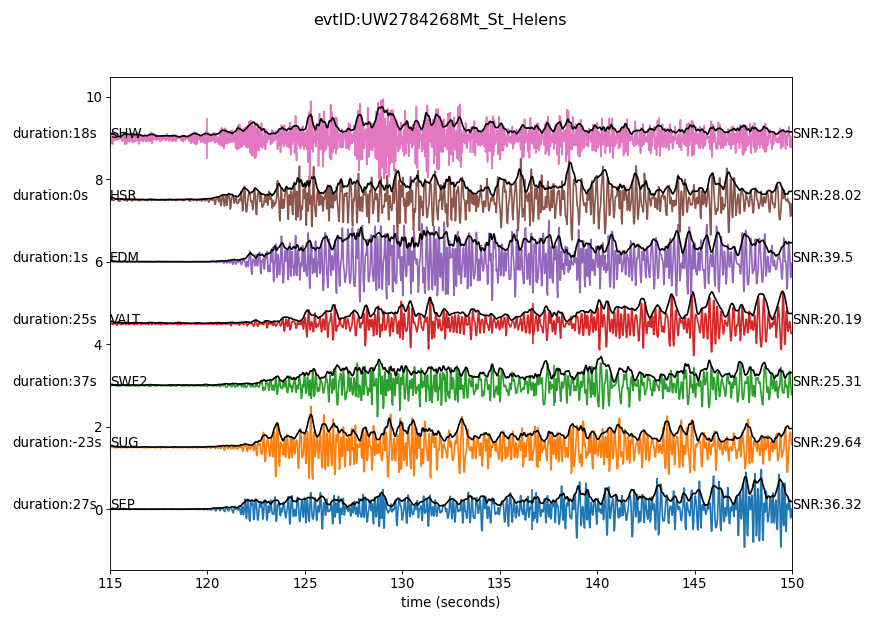 evtID:UW2784268Mt_St_Helens
10
duration:18s SHW SNR:12.9
8
duration:0s HSR SNR:28.02
duration:1s EDM SNR:39.5
6
duration:25s VALT SNR:20.19
4
duration:37s SWF2 SNR:25.31
2
duration:-23s SUG SNR:29.64
duration:27s SEP SNR:36.32
0
115 120 125 130 135 140 145 150
time (seconds)